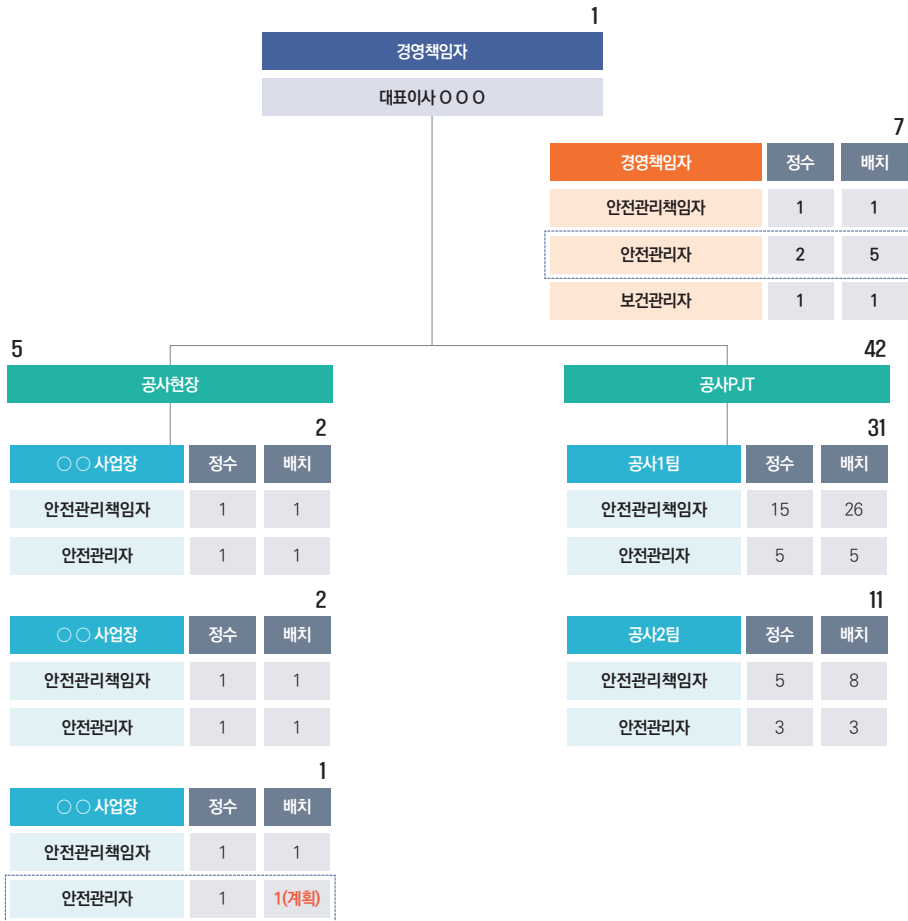 1
경영책임자
대표이사 O O O
7
경영책임자 정수 배치
안전관리책임자 1 1
안전관리자 2 5
보건관리자 1 1
5
공사현장
2
○ ○ 사업장 정수 배치
안전관리책임자 1 1
안전관리자 1 1
2
○ ○ 사업장 정수 배치
안전관리책임자 1 1
안전관리자 1 1
1
○ ○ 사업장 정수 배치
안전관리책임자 1 1
안전관리자 1 1(계획)
42
공사PJT
31
공사1팀 정수 배치
안전관리책임자 15 26
안전관리자 5 5
11
공사2팀 정수 배치
안전관리책임자 5 8
안전관리자 3 3